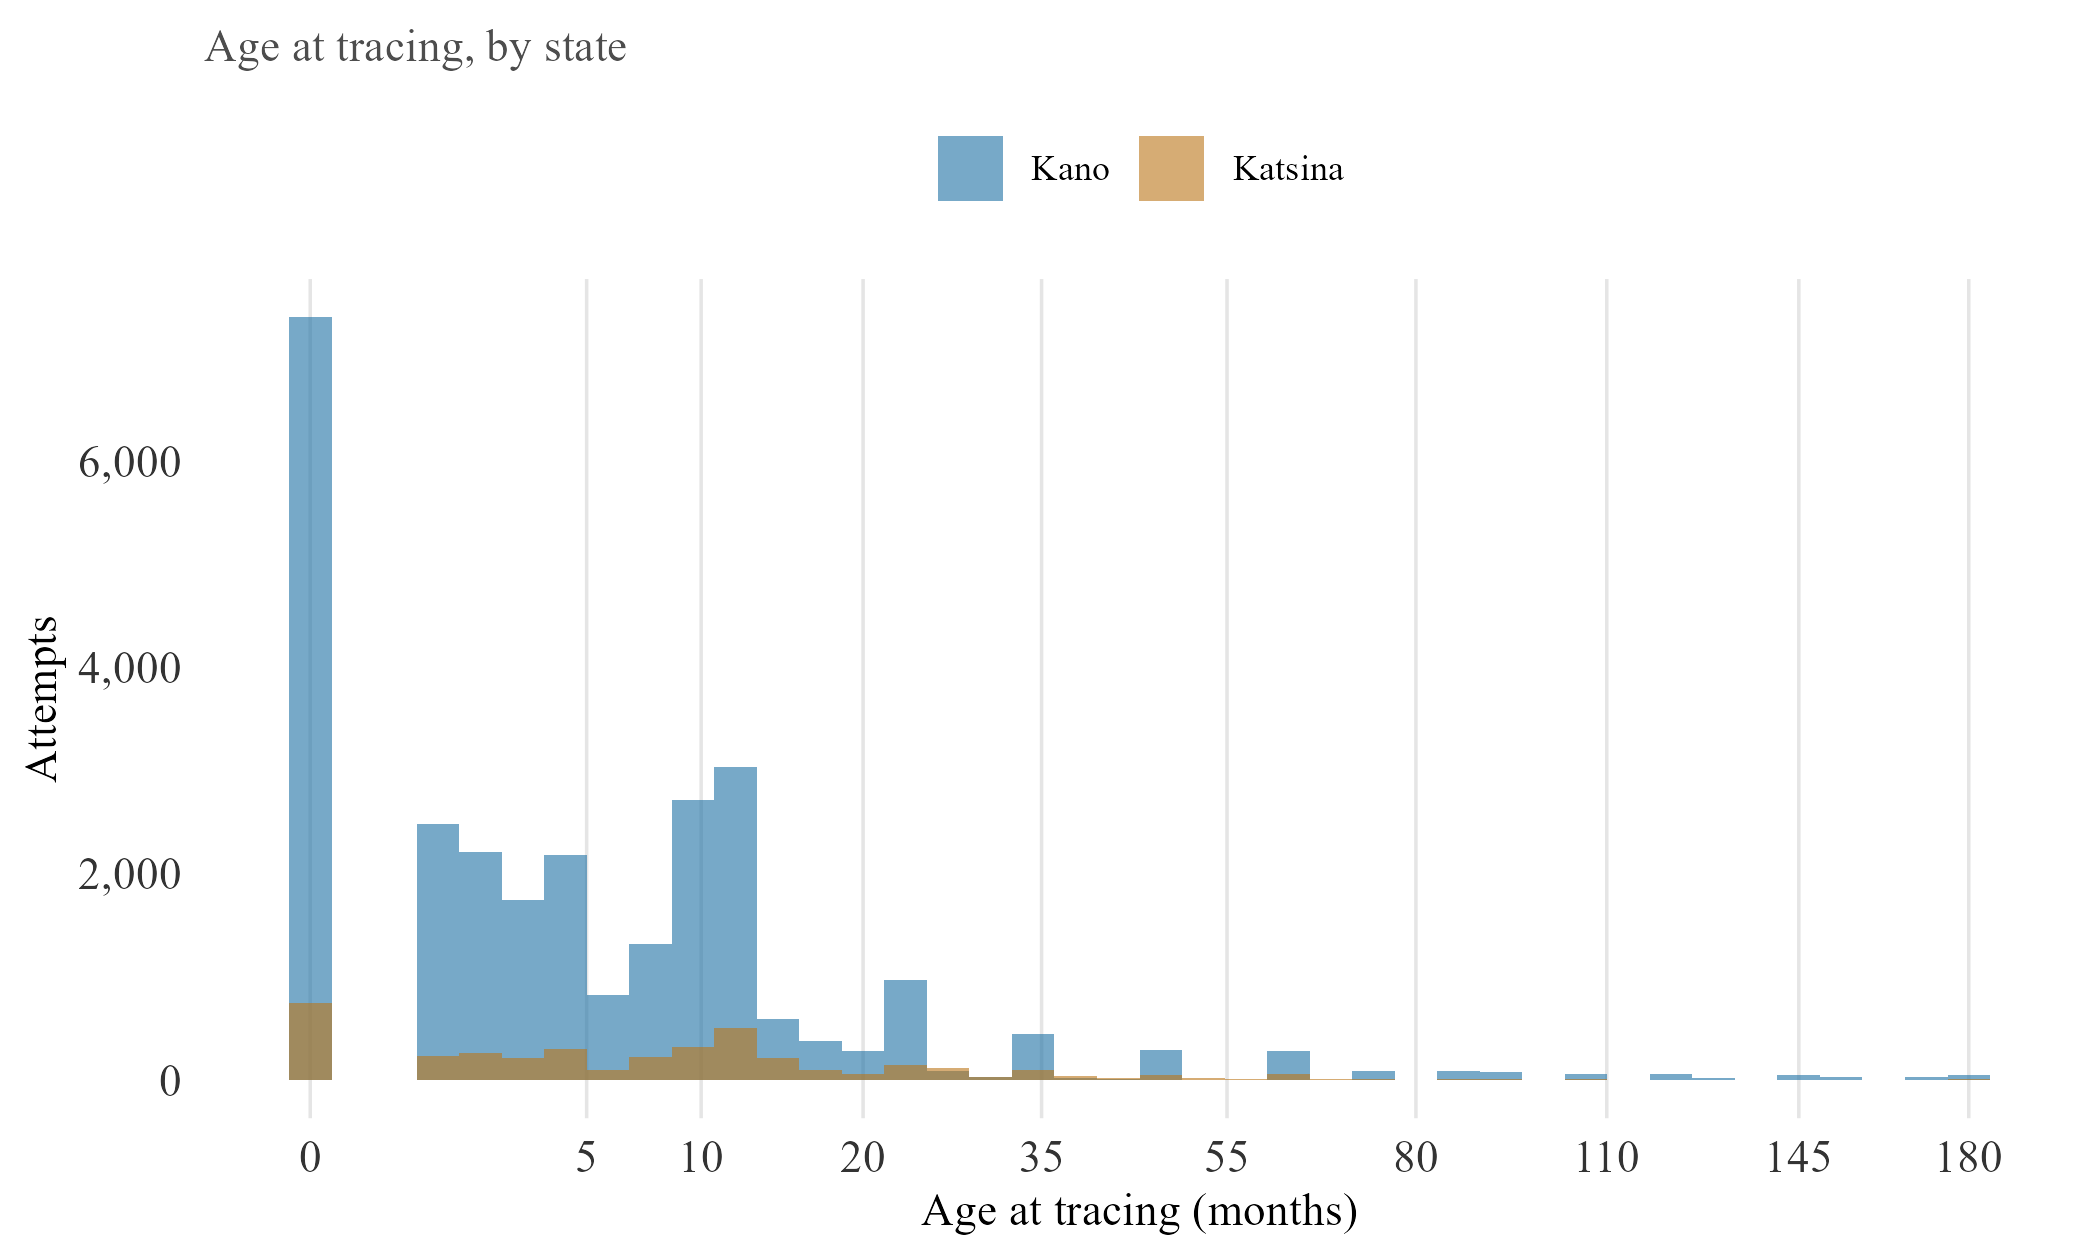 Age at tracing, by state
Kano Katsina
6,000
4,000
2,000
0
Attempts
0 5 10 20 35 55 80 110 145 180
Age at tracing (months)